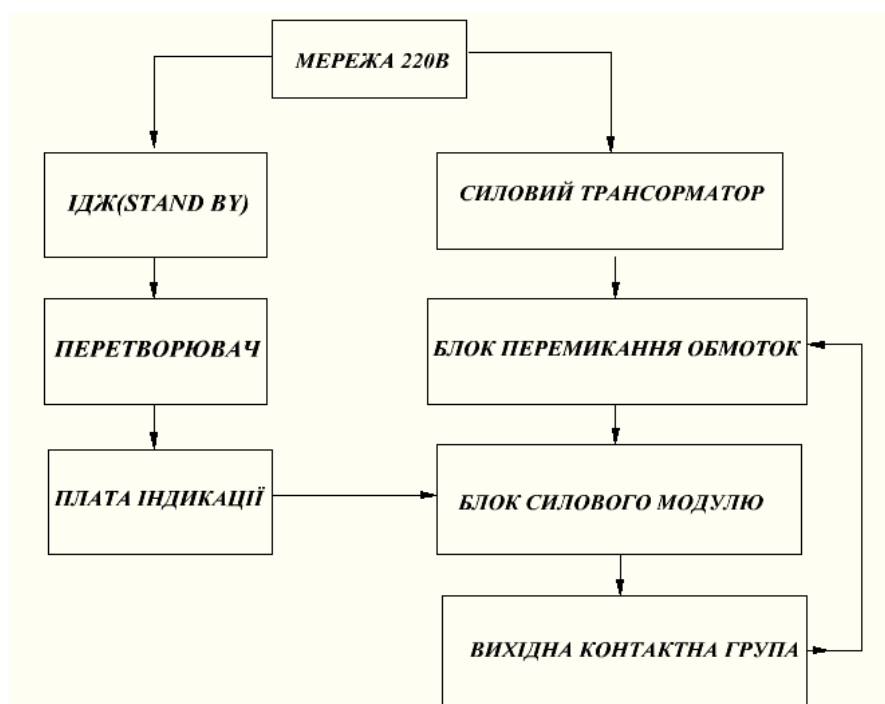 МЕРЕЖА 220В
ІДЖ(STAND BY)
СИЛОВИЙ ТРАНСОРМАТОР
ПЕРЕТВОРЮВАЧ
БЛОК ПЕРЕМИКАННЯ ОБМОТОК
ПЛАТА ІНДИКАЦІЇ
БЛОК СИЛОВОГО МОДУЛЮ
ВИХІДНА КОНТАКТНА ГРУПА